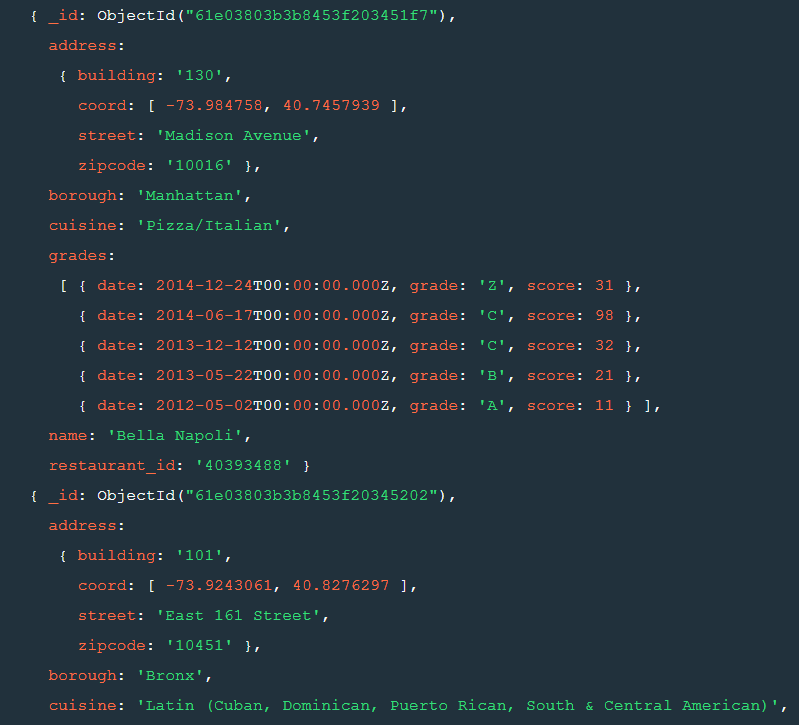 { _id: ObjectId("61e03803b3b8453f203451f7"),
address:
{ building: '130',
coord: [ -73.984758, 40.7457939 ],
street: 'Madison Avenue',
zipcode: '10016' },
borough: 'Manhattan',
cuisine: 'Pizza/Italian',
grades:
[ { date: 2014-12-24T00:00:00.000Z, grade: 'Z', score: 31 },
{ date: 2014-06-17T00:00:00.000Z, grade: 'C', score: 98 },
{ date: 2013-12-12T00:00:00.000Z, grade: 'C', score: 32 },
{ date: 2013-05-22T00:00:00.000Z, grade: 'B', score: 21 },
{ date: 2012-05-02T00:00:00.000Z, grade: 'A', score: 11 } ],
name: 'Bella Napoli',
restaurant_id: '40393488' }
{ _id: ObjectId("61e03803b3b8453f20345202"),
address:
{ building: '101',
coord: [ -73.9243061, 40.8276297 ],
street: 'East 161 Street',
zipcode: '10451' },
borough: 'Bronx',
cuisine: 'Latin (Cuban, Dominican, Puerto Rican, South & Central American)',